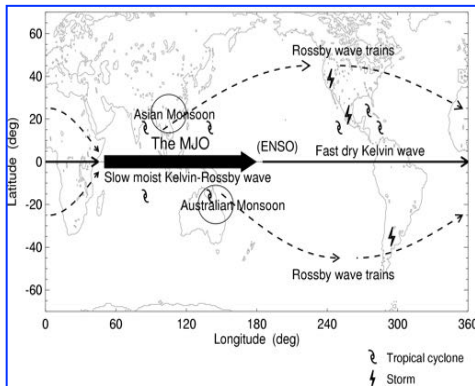 Rossby wave trains
Asian Monsoon
The MJO
(ENSO)
Fast dry Kelvin wave
Slow moist Kelvin-Rossby wave
Australian Monsoon
Rossby wave trains
Latitude (deg)
60
40
20
0
-20
-40
-60
0
60
120
180
240
300
360
Longitude (deg)
Tropical cyclone
Storm